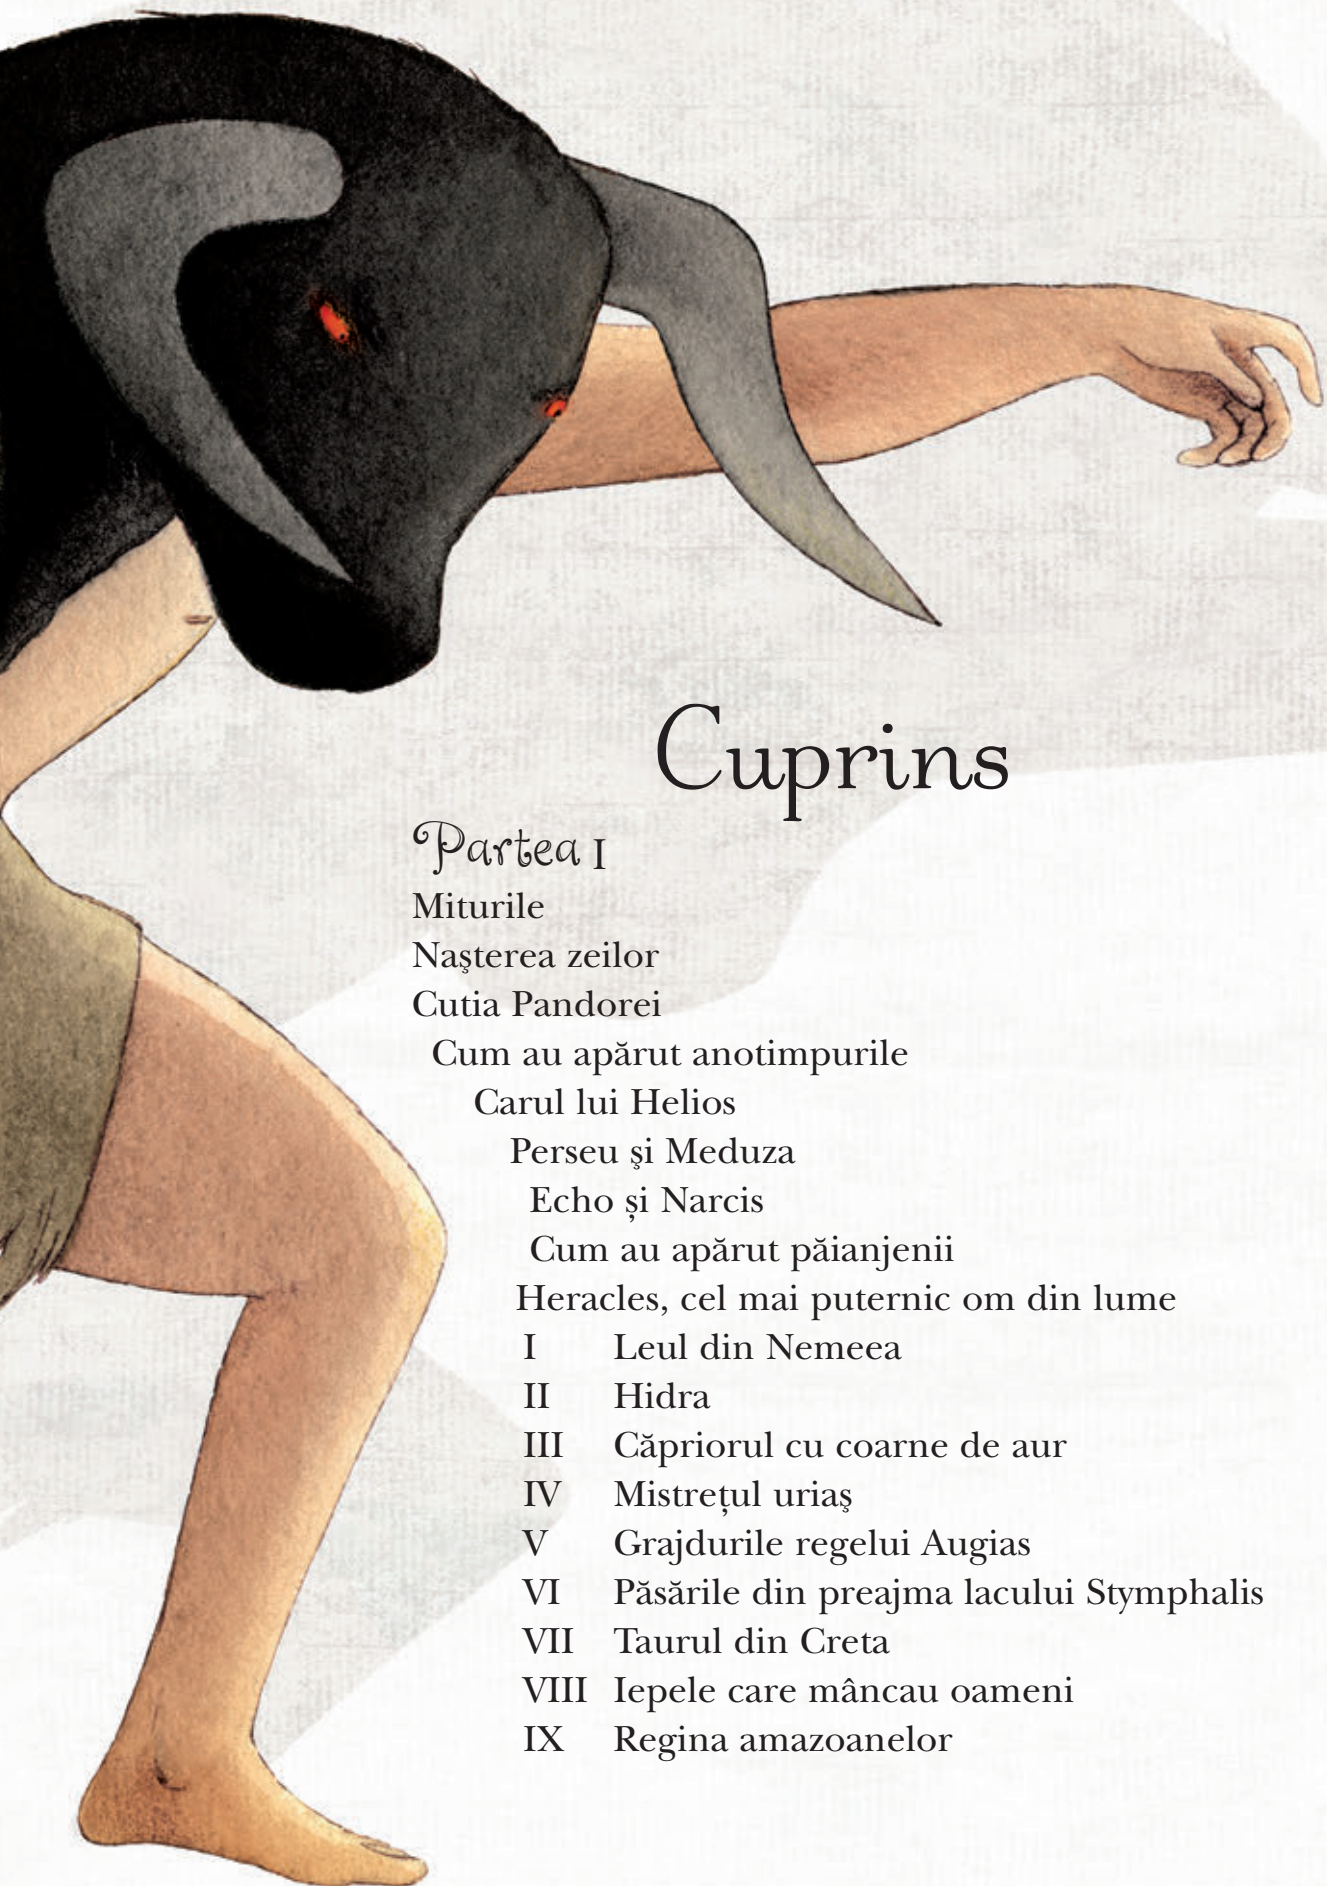 Cuprins
Partea I
Miturile
Naşterea zeilor
Cutia Pandorei
Cum au apărut anotimpurile
Carul lui Helios
Perseu şi Meduza
Echo și Narcis
Cum au apărut păianjenii
Heracles, cel mai puternic om din lume
I Leul din Nemeea
II Hidra
III Căpriorul cu coarne de aur
IV Mistrețul uriaş
V Grajdurile regelui Augias
VI Păsările din preajma lacului Stymphalis
VII Taurul din Creta
VIII Iepele care mâncau oameni
IX Regina amazoanelor